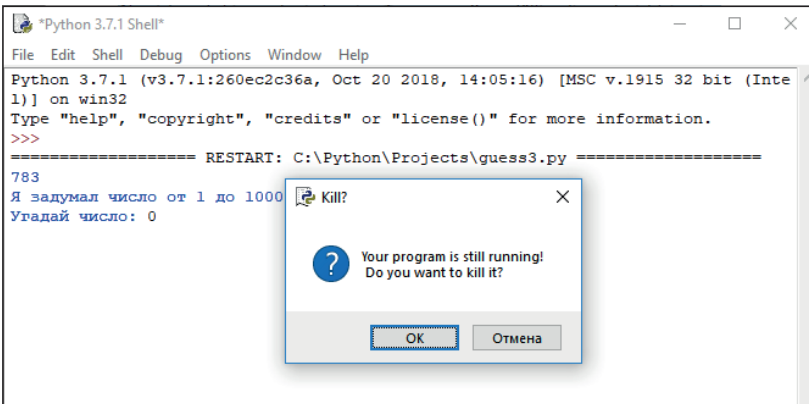 *Python 3.7.1 Shell*
File Edit Shell Debug Options Window Help
Python 3.7.1 (v3.7.1:260ec2c36a, Oct 20 2018, 14:05:16) [MSC v.1915 32 bit (Inte
l)] on win32
Type "help", "copyright", "credits" or "license()" for more information.
>>>
=================== RESTART: C:\Python\Projects\guess3.py ===================
783
Я задумал число от 1 до 1000
Угадай число: 0
Kill?
Your program is still running!
Do you want to kill it?
OK
Отмена